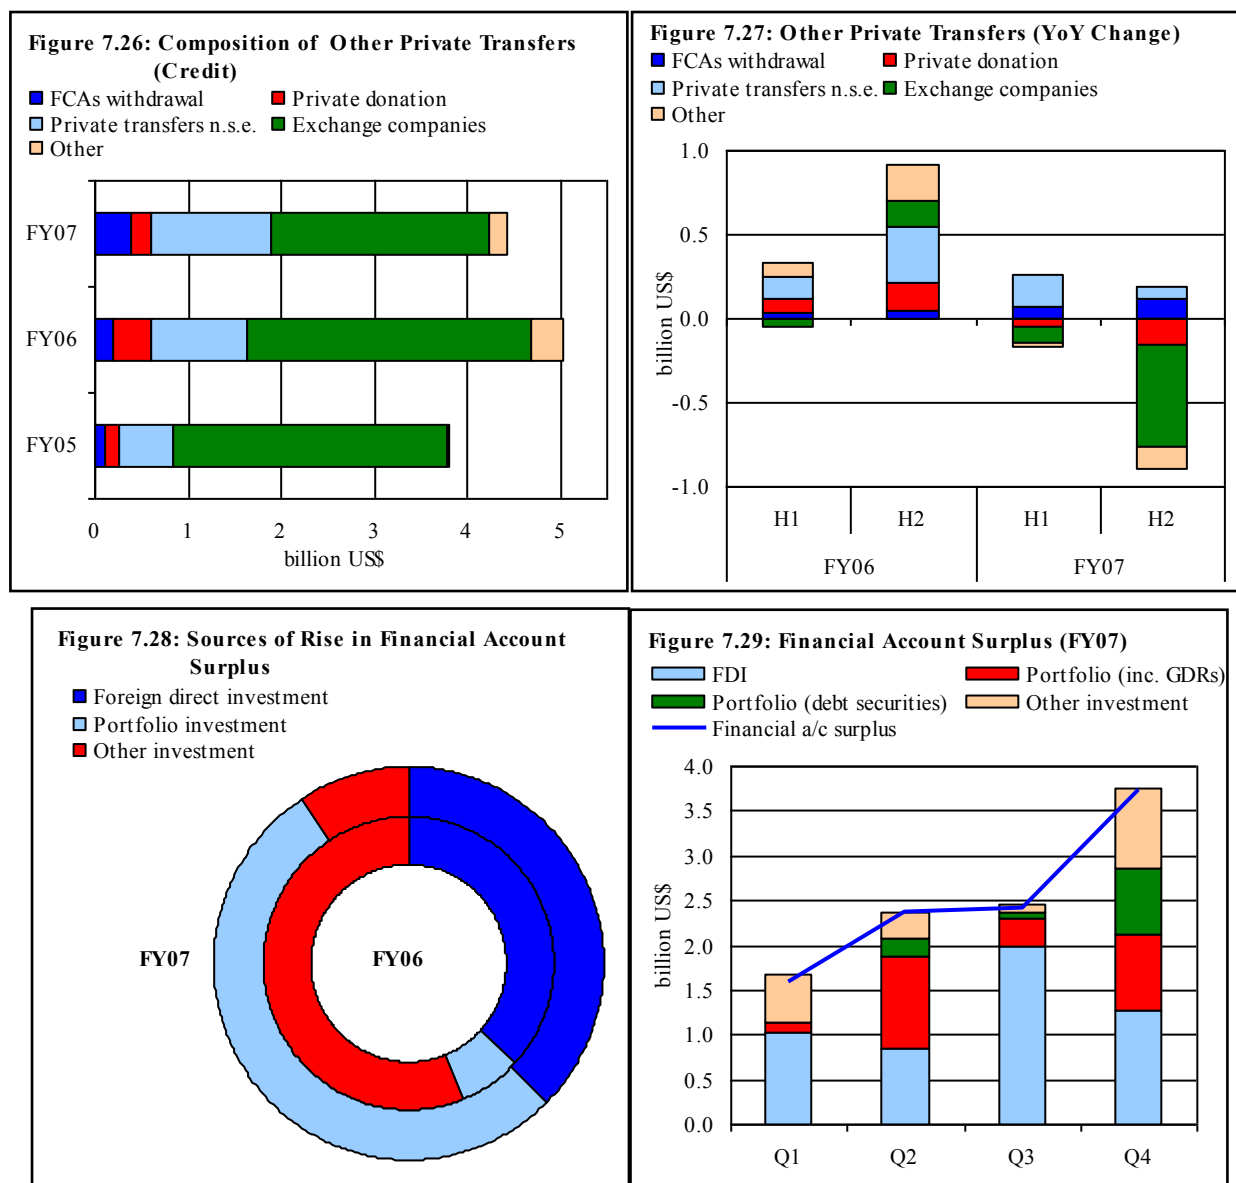 Figure 7.26: Composition of Other Private Transfers
(Credit)
FCAs withdrawal
Private donation
Private transfers n.s.e.
Exchange companies
Other
FY07
FY06
FY05
0 1 2 3 4 5
billion US$
Figure 7.27: Other Private Transfers (YoY Change)
FCAs withdrawal
Private donation
Private transfers n.s.e.
Exchange companies
Other
1.0
0.5
0.0
-0.5
-1.0
billion US$
H1 H2 H1 H2
FY06 FY07
Figure 7.28: Sources of Rise in Financial Account
Surplus
Foreign direct investment
Portfolio investment
Other investment
FY07 FY06
Figure 7.29: Financial Account Surplus (FY07)
FDI
Portfolio (inc. GDRs)
Portfolio (debt securities)
Other investment
Financial a/c surplus
4.0
3.5
3.0
2.5
2.0
1.5
1.0
0.5
0.0
billion US$
Q1 Q2 Q3 Q4